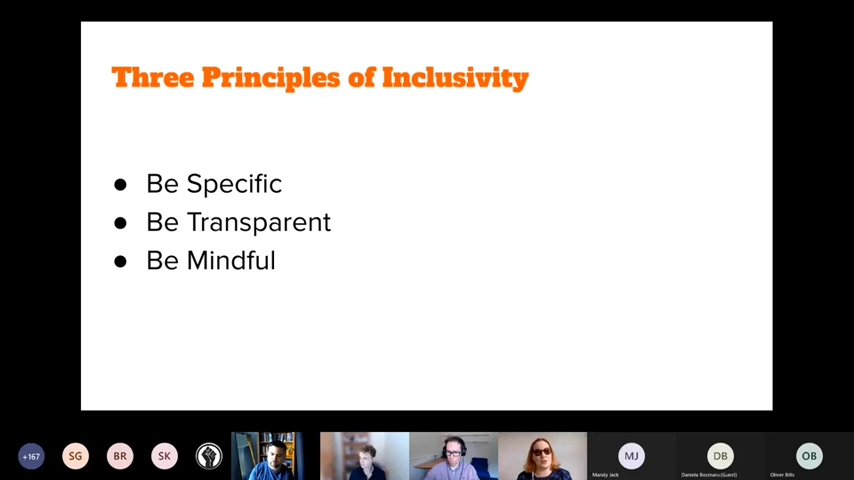 Three Principles of Inclusivity
● Be Specific
● Be Transparent
● Be Mindful
+167
SG
BR
SK
MJ
DB
OB
Mandy Jack
Daniela Bocmaru (Guest)
Oliver Bills